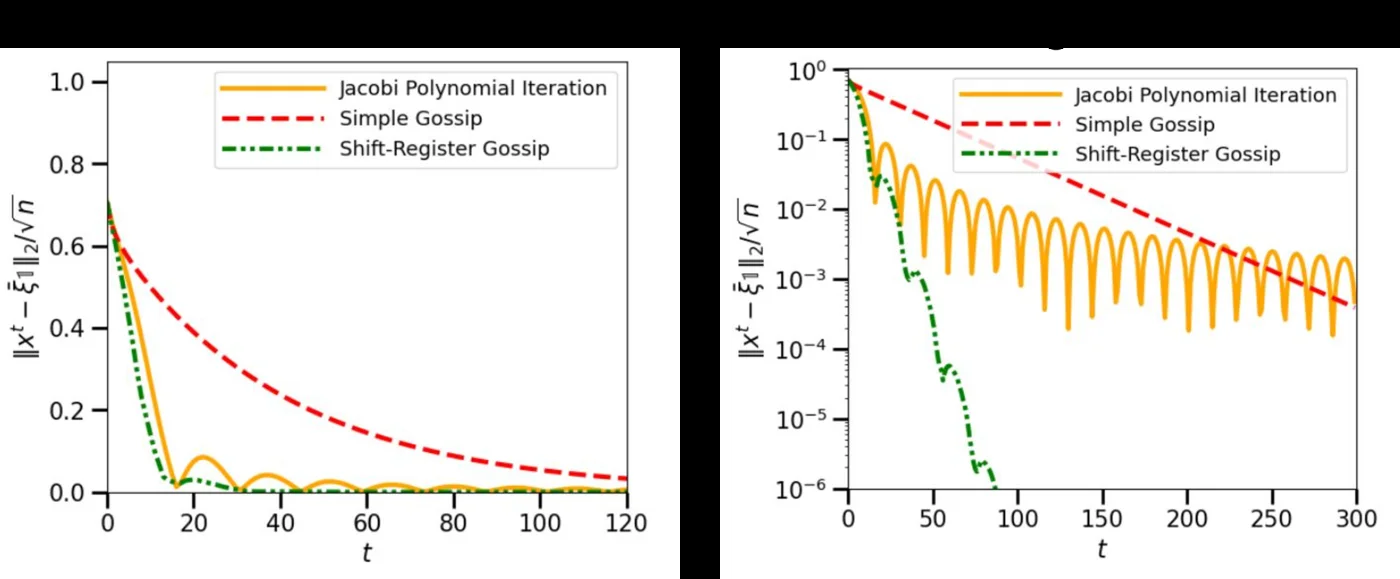 1.0
0.8
0.6
0.4
0.2
0.0
0 20 40 60 80 100 120
t
‖xᵗ − ξ̄𝟙‖₂/√n
Jacobi Polynomial Iteration
Simple Gossip
Shift-Register Gossip
10⁰
10⁻¹
10⁻²
10⁻³
10⁻⁴
10⁻⁵
10⁻⁶
0 50 100 150 200 250 300
t
‖xᵗ − ξ̄𝟙‖₂/√n
Jacobi Polynomial Iteration
Simple Gossip
Shift-Register Gossip